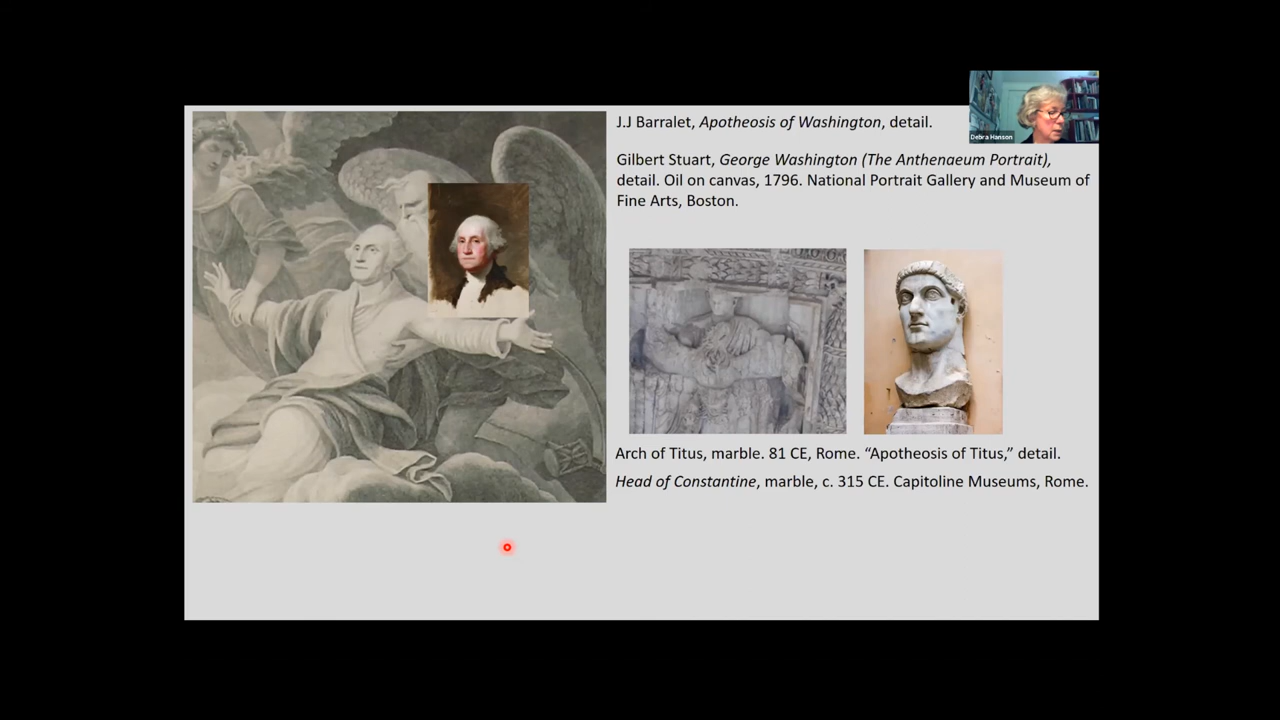 J.J Barralet, Apotheosis of Washington, detail.
Debra Hanson
Gilbert Stuart, George Washington (The Anthenaeum Portrait),
detail. Oil on canvas, 1796. National Portrait Gallery and Museum of
Fine Arts, Boston.
Arch of Titus, marble. 81 CE, Rome. “Apotheosis of Titus,” detail.
Head of Constantine, marble, c. 315 CE. Capitoline Museums, Rome.